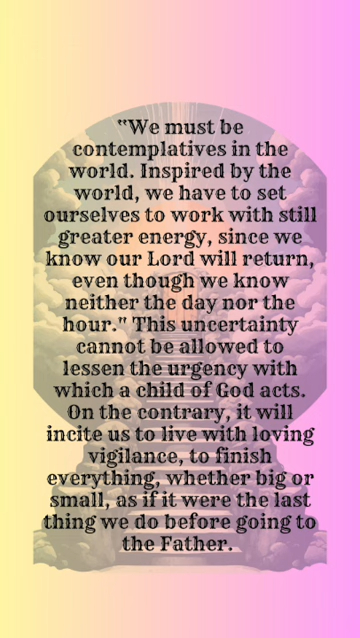 "We must be
contemplatives in the
world. Inspired by the
world, we have to set
ourselves to work with still
greater energy, since we
know our Lord will return,
even though we know
neither the day nor the
hour." This uncertainty
cannot be allowed to
lessen the urgency with
which a child of God acts.
On the contrary, it will
incite us to live with loving
vigilance, to finish
everything, whether big or
small, as if it were the last
thing we do before going to
the Father.